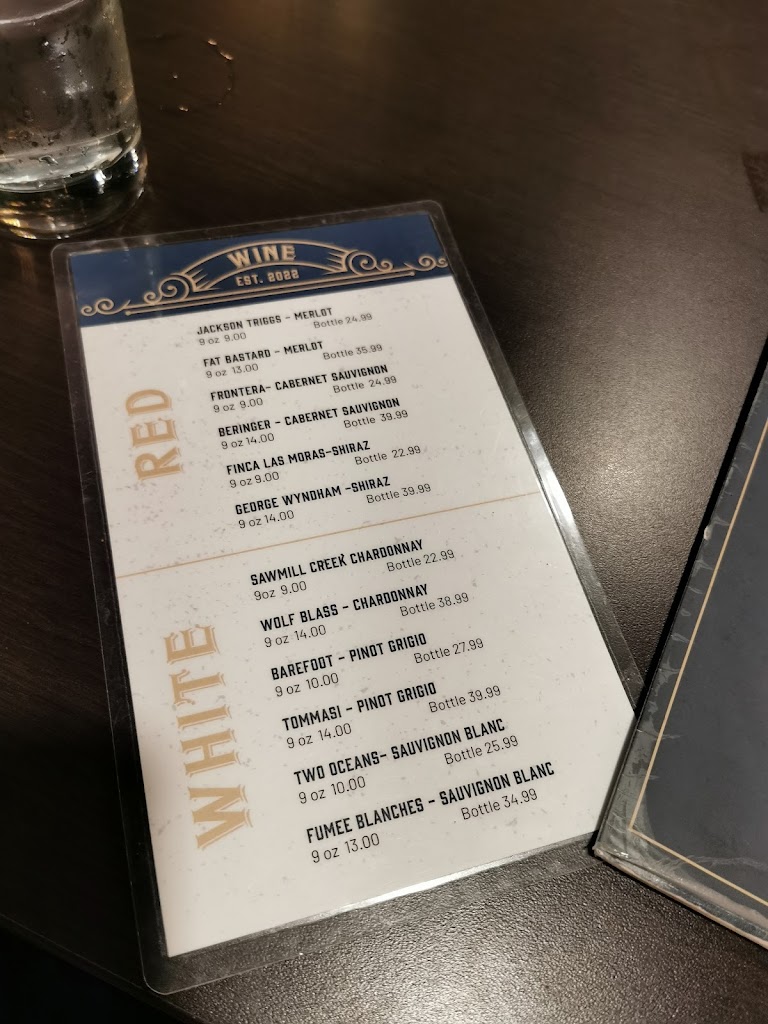 WINE
EST. 2022
RED
JACKSON TRIGGS - MERLOT
9 oz 9.00 Bottle 24.99
FAT BASTARD - MERLOT
9 oz 13.00 Bottle 35.99
FRONTERA- CABERNET SAUVIGNON
9 oz 9.00 Bottle 24.99
BERINGER - CABERNET SAUVIGNON
9 oz 14.00 Bottle 39.99
FINCA LAS MORAS-SHIRAZ
9 oz 9.00 Bottle 22.99
GEORGE WYNDHAM -SHIRAZ
9 oz 14.00 Bottle 39.99
WHITE
SAWMILL CREEK CHARDONNAY
9oz 9.00 Bottle 22.99
WOLF BLASS - CHARDONNAY
9 oz 14.00 Bottle 38.99
BAREFOOT - PINOT GRIGIO
9 oz 10.00 Bottle 27.99
TOMMASI - PINOT GRIGIO
9 oz 14.00 Bottle 39.99
TWO OCEANS- SAUVIGNON BLANC
9 oz 10.00 Bottle 25.99
FUMEE BLANCHES - SAUVIGNON BLANC
9 oz 13.00 Bottle 34.99